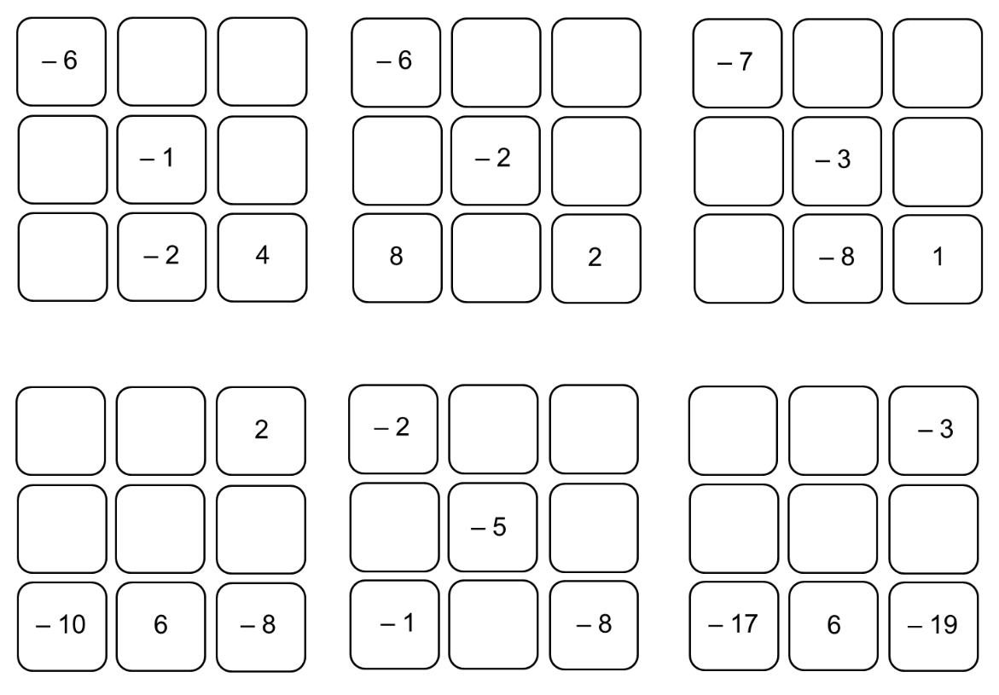 – 6 – 6 – 7
– 1 – 2 – 3
– 2 4 8 2 – 8 1
2 – 2 – 3
– 5
– 10 6 – 8 – 1 – 8 – 17 6 – 19